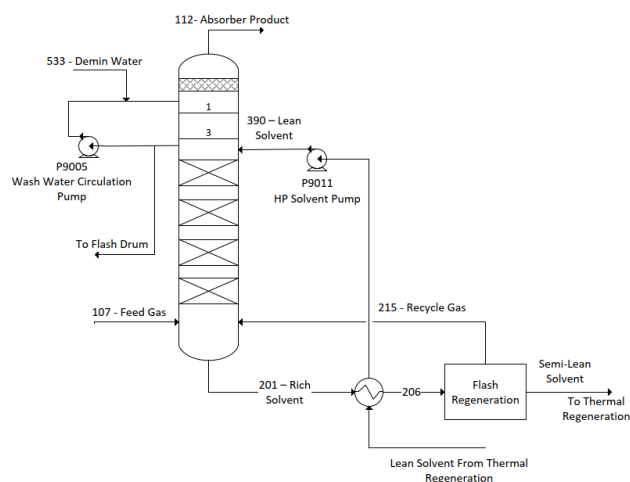 112- Absorber Product
533 - Demin Water
1
390 – Lean
Solvent
3
P9005
Wash Water Circulation
Pump
P9011
HP Solvent Pump
To Flash Drum
107 - Feed Gas
215 - Recycle Gas
201 – Rich
Solvent
206
Flash
Regeneration
Semi-Lean
Solvent
To Thermal
Regeneration
Lean Solvent From Thermal
Regeneration